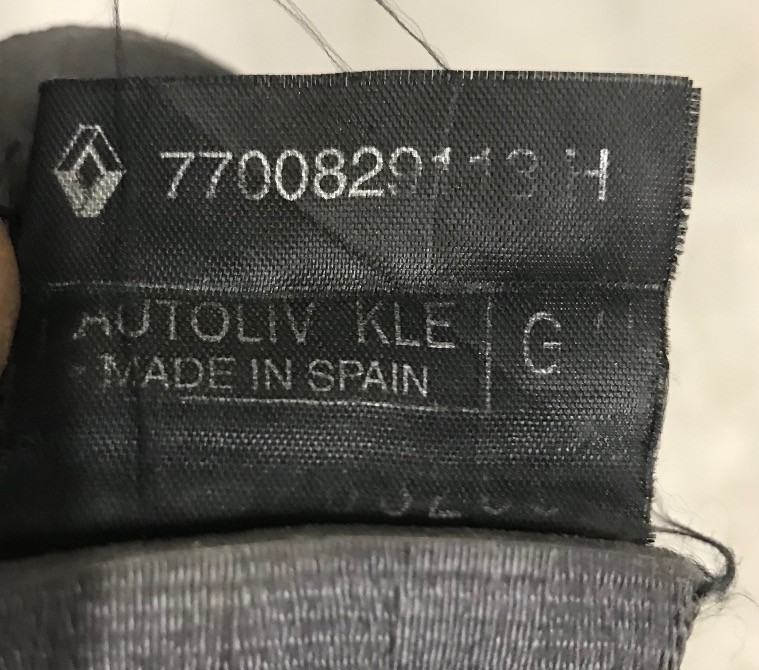 7700829113 H
AUTOLIV KLE
G
MADE IN SPAIN